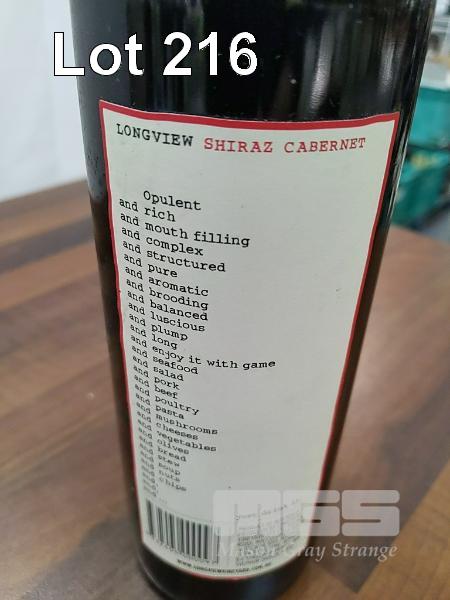 Lot 216
LONGVIEW SHIRAZ CABERNET
Opulent
and rich
and mouth filling
and complex
and structured
and pure
and aromatic
and brooding
and balanced
and luscious
and plump
and long
and enjoy it with game
and seafood
and salad
and pork
and beef
and poultry
and pasta
and mushrooms
and cheeses
and vegetables
and olives
and bread
and stew
and soup
and nuts
and chips
and
and
MGS
Mason Gray Strange